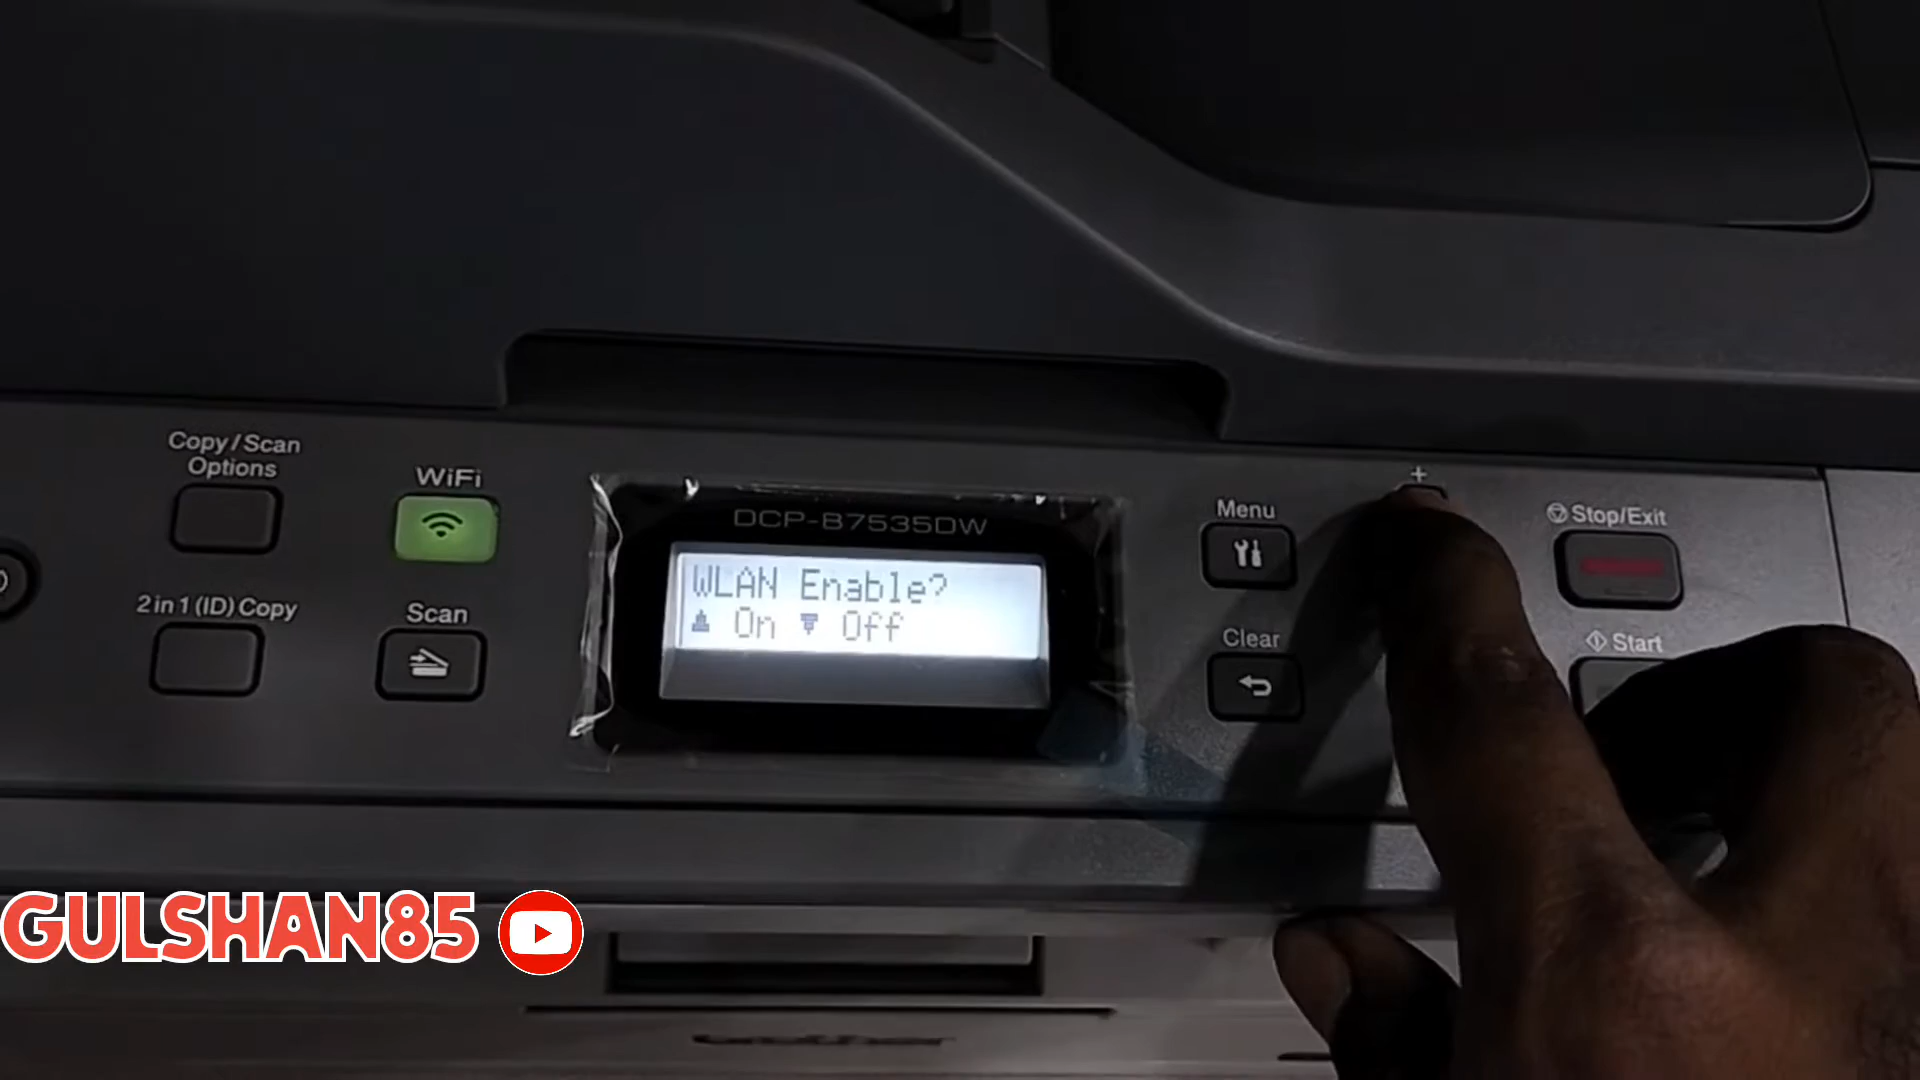 Copy/Scan
Options
WiFi
2 in 1 (ID) Copy
Scan
DCP-B7535DW
WLAN Enable?
▲ On ▼ Off
Menu
Clear
+
Stop/Exit
Start
GULSHAN85
brother